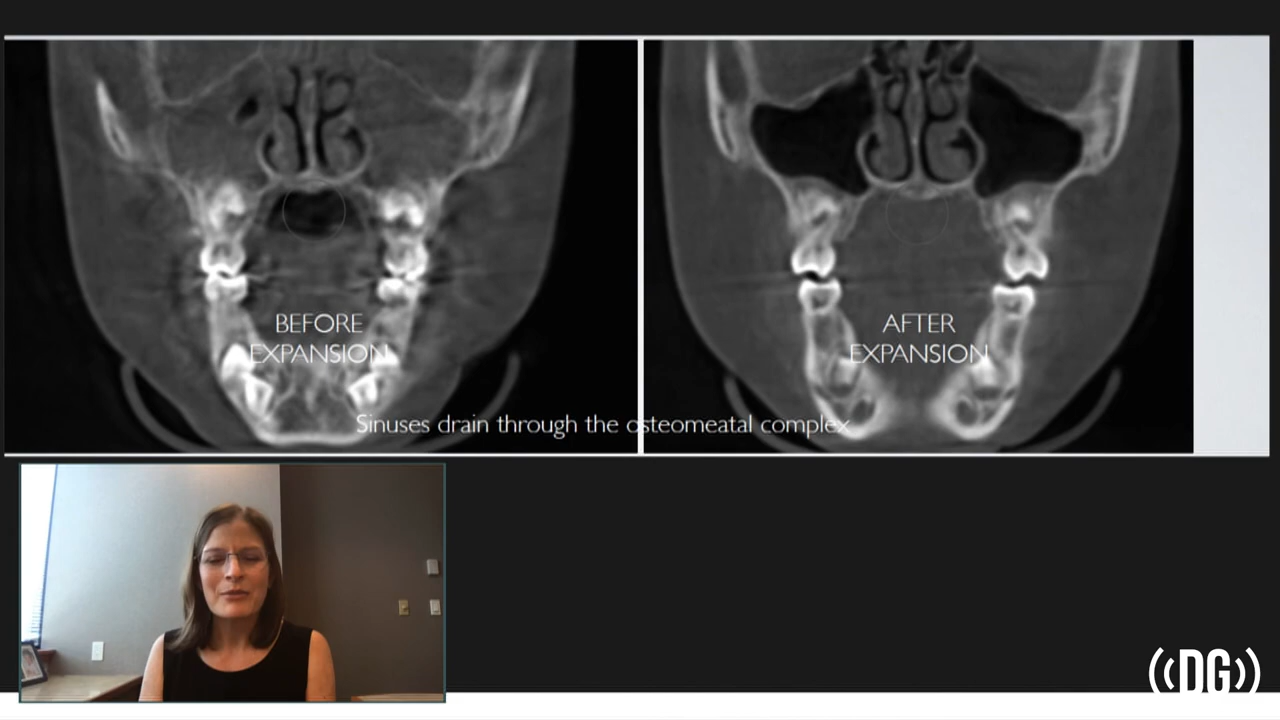 BEFORE
EXPANSION
AFTER
EXPANSION
Sinuses drain through the osteomeatal complex
DG